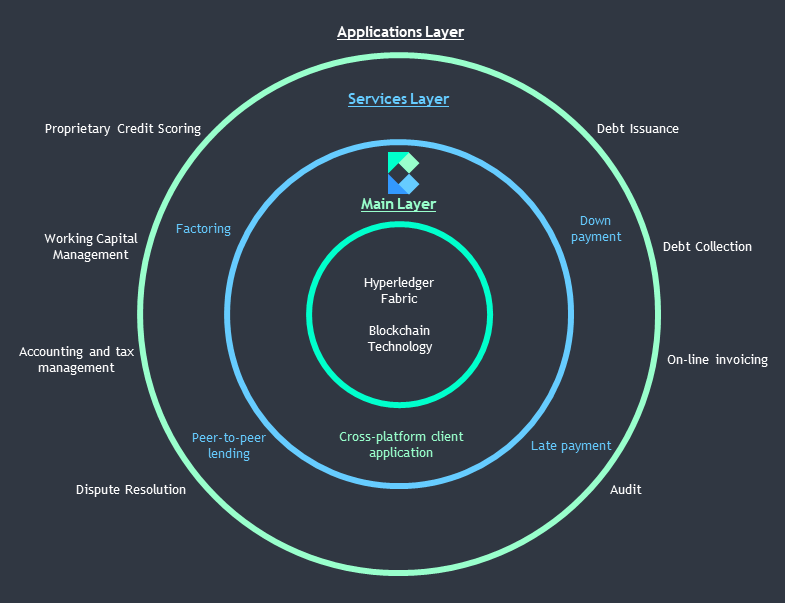 Applications Layer
Services Layer
Proprietary Credit Scoring
Debt Issuance
Main Layer
Factoring
Down
payment
Working Capital
Management
Debt Collection
Hyperledger
Fabric
Blockchain
Technology
Accounting and tax
management
On-line invoicing
Peer-to-peer
lending
Cross-platform client
application
Late payment
Dispute Resolution
Audit